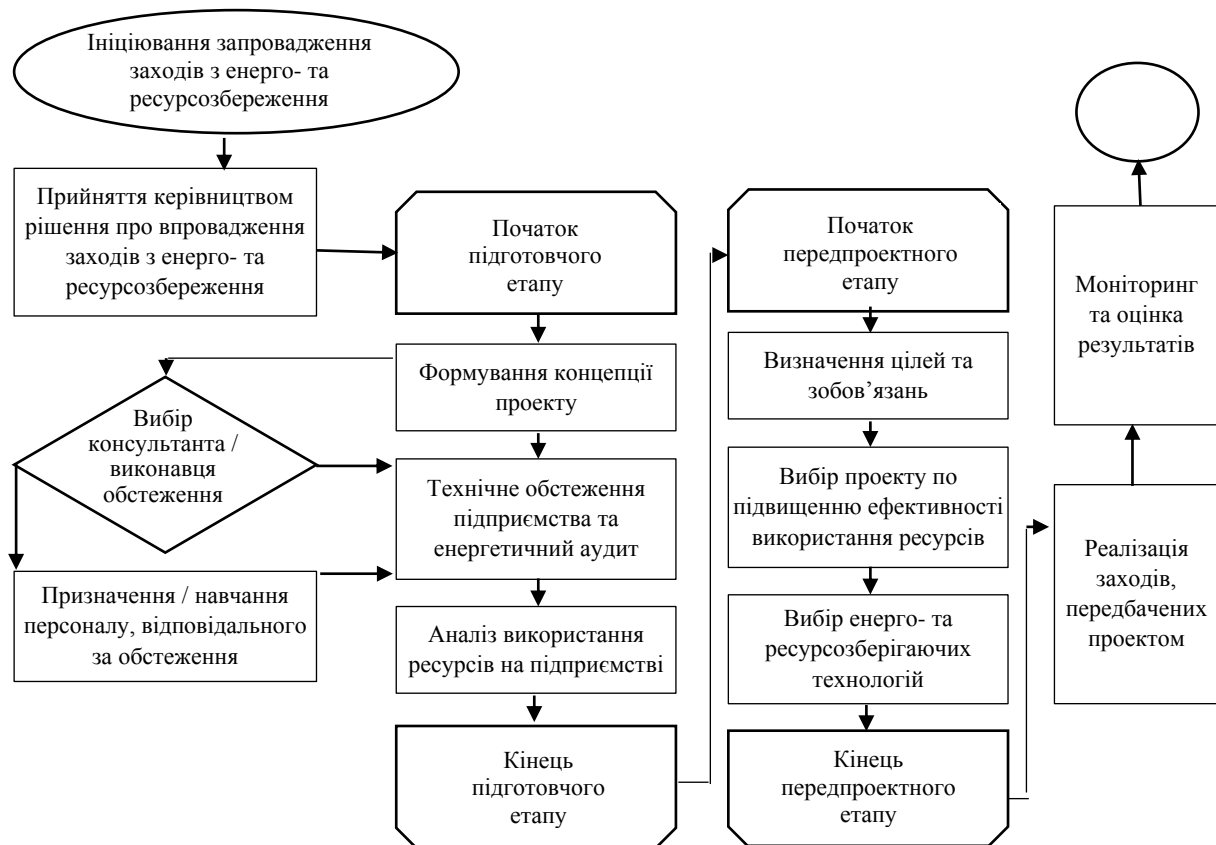 Ініціювання запровадження
заходів з енерго- та
ресурсозбереження
Прийняття керівництвом
рішення про впровадження
заходів з енерго- та
ресурсозбереження
Вибір
консультанта /
виконавця
обстеження
Призначення / навчання
персоналу, відповідального
за обстеження
Початок
підготовчого
етапу
Формування концепції
проекту
Технічне обстеження
підприємства та
енергетичний аудит
Аналіз використання
ресурсів на підприємстві
Кінець
підготовчого
етапу
Початок
передпроектного
етапу
Визначення цілей та
зобов’язань
Вибір проекту по
підвищенню ефективності
використання ресурсів
Вибір енерго- та
ресурсозберігаючих
технологій
Кінець
передпроектного
етапу
Реалізація
заходів,
передбачених
проектом
Моніторинг
та оцінка
результатів